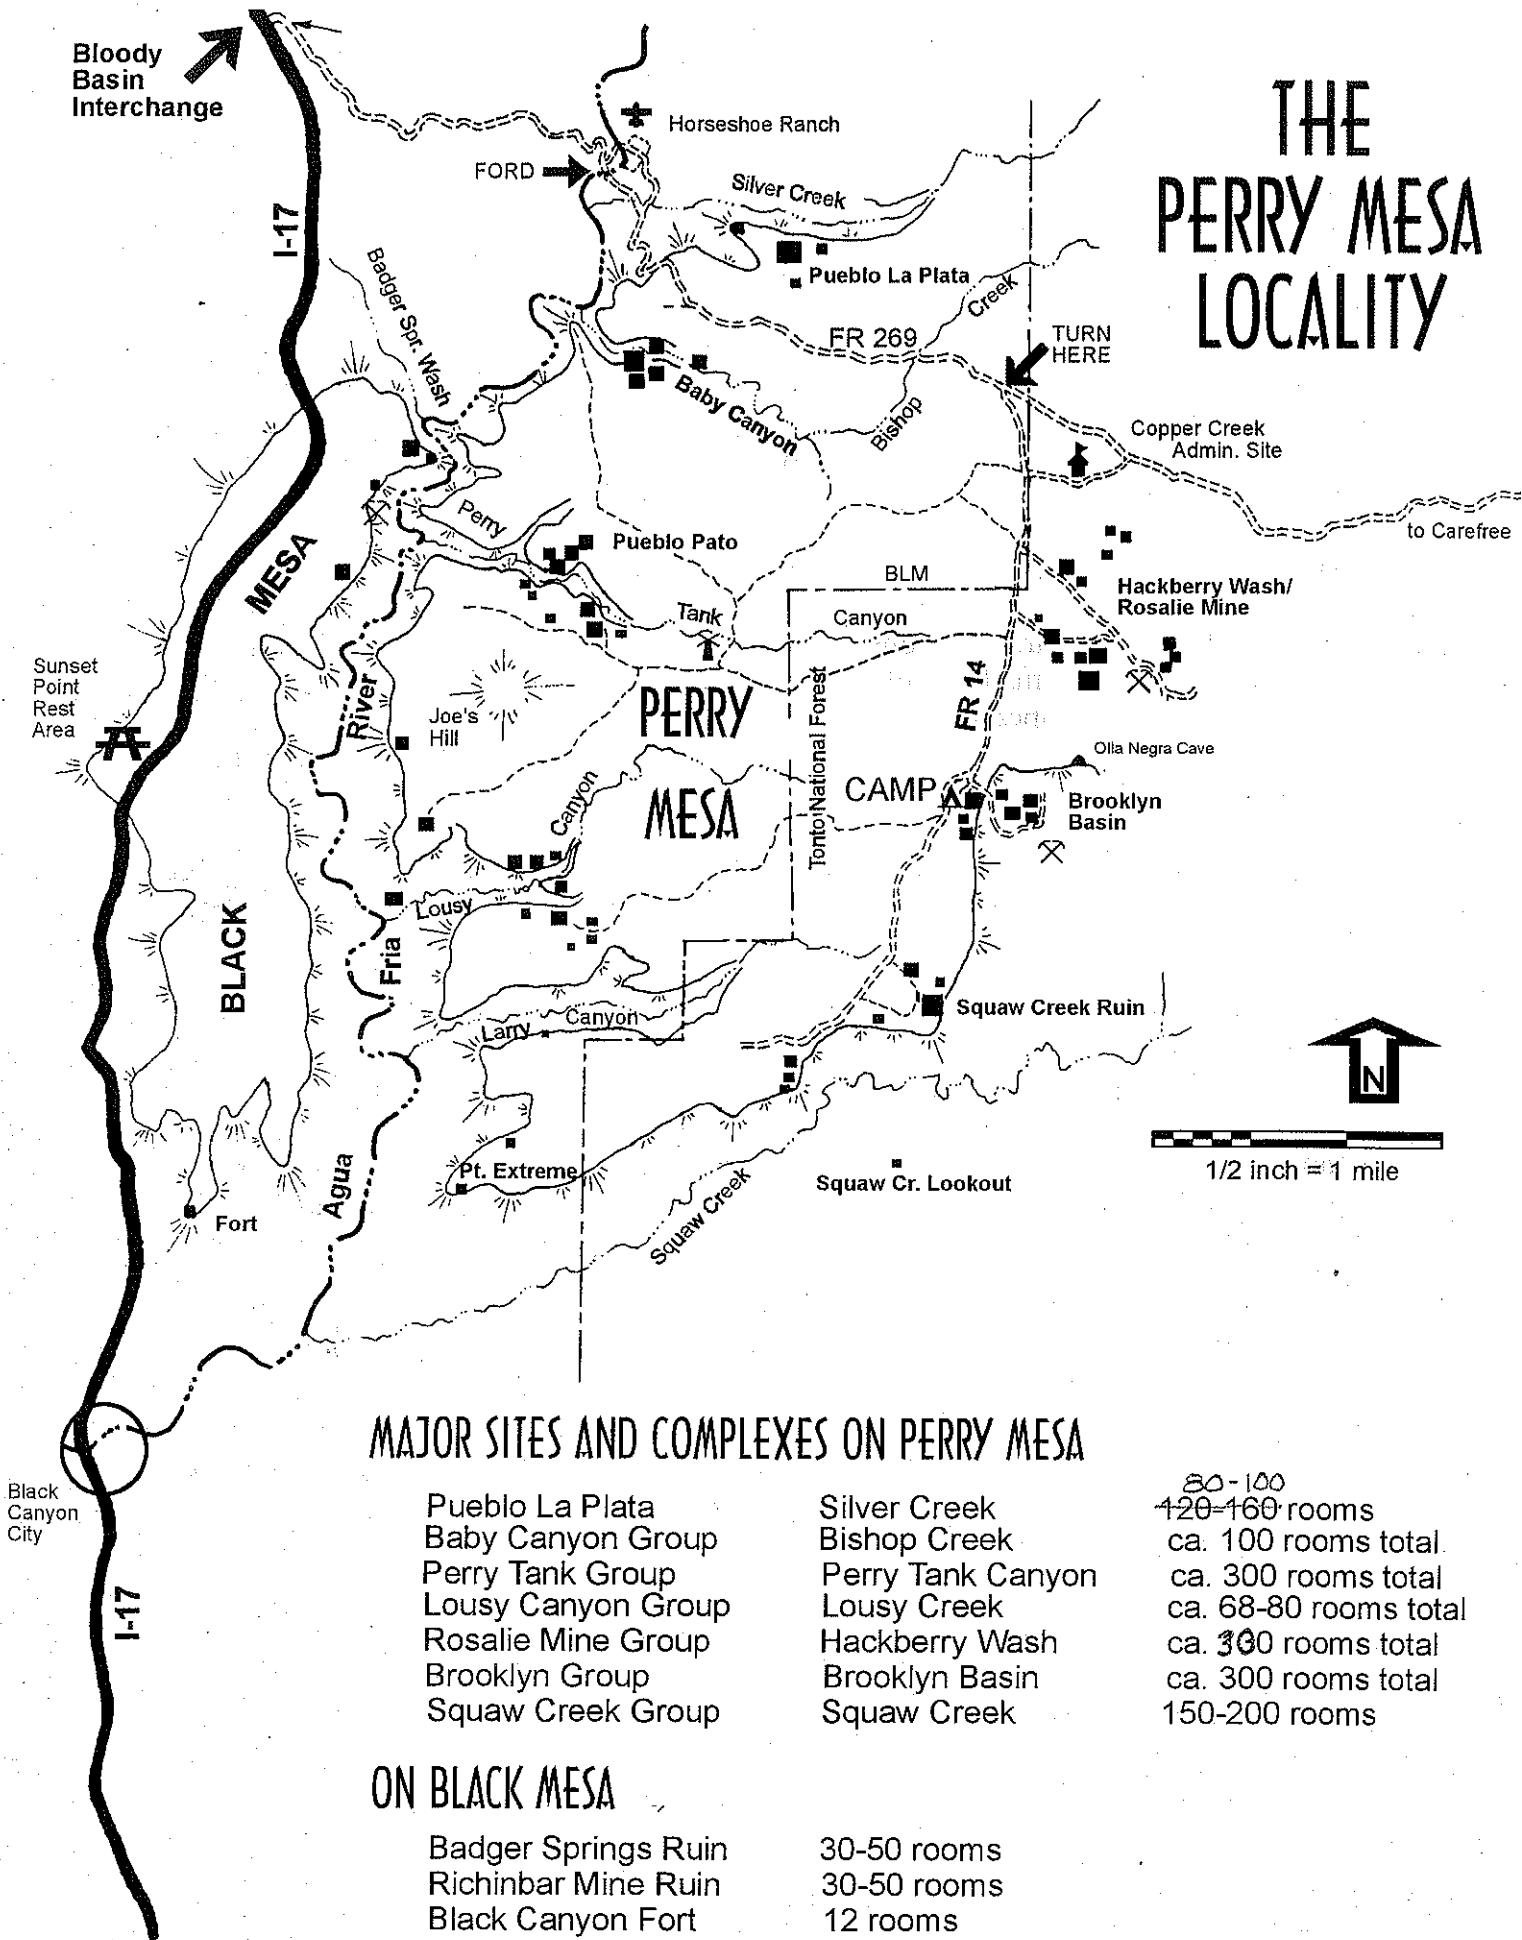 Bloody
Basin
Interchange
THE
PERRY MESA
LOCALITY
Horseshoe Ranch
FORD
Silver Creek
I-17
Badger Spr. Wash
Pueblo La Plata
Creek
FR 269
TURN
HERE
Baby Canyon
Bishop
Copper Creek
Admin. Site
to Carefree
Perry
Pueblo Pato
MESA
BLM
Hackberry Wash/
Rosalie Mine
Tank
Canyon
Sunset
Point
Rest
Area
River
Joe's
Hill
PERRY
Tonto National Forest
FR 14
Olla Negra Cave
CAMP
Canyon
MESA
Brooklyn
Basin
Lousy
BLACK
Fria
Squaw Creek Ruin
Larry
Canyon
N
1/2 inch = 1 mile
Pt. Extreme
Squaw Cr. Lookout
Agua
Squaw Creek
Fort
Black
Canyon
City
I-17
MAJOR SITES AND COMPLEXES ON PERRY MESA
80-100
Pueblo La Plata Silver Creek 120-160 rooms
Baby Canyon Group Bishop Creek ca. 100 rooms total
Perry Tank Group Perry Tank Canyon ca. 300 rooms total
Lousy Canyon Group Lousy Creek ca. 68-80 rooms total
Rosalie Mine Group Hackberry Wash ca. 300 rooms total
Brooklyn Group Brooklyn Basin ca. 300 rooms total
Squaw Creek Group Squaw Creek 150-200 rooms
ON BLACK MESA
Badger Springs Ruin 30-50 rooms
Richinbar Mine Ruin 30-50 rooms
Black Canyon Fort 12 rooms